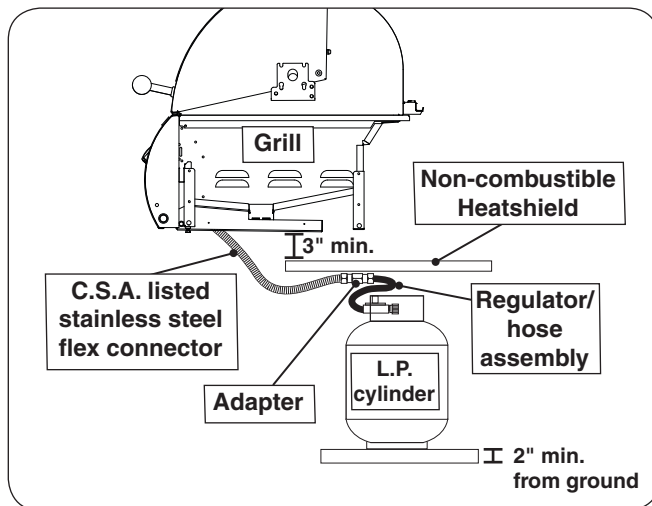 Grill
Non-combustible
Heatshield
3" min.
C.S.A. listed
stainless steel
flex connector
Regulator/
hose
assembly
Adapter
L.P.
cylinder
2" min.
from ground